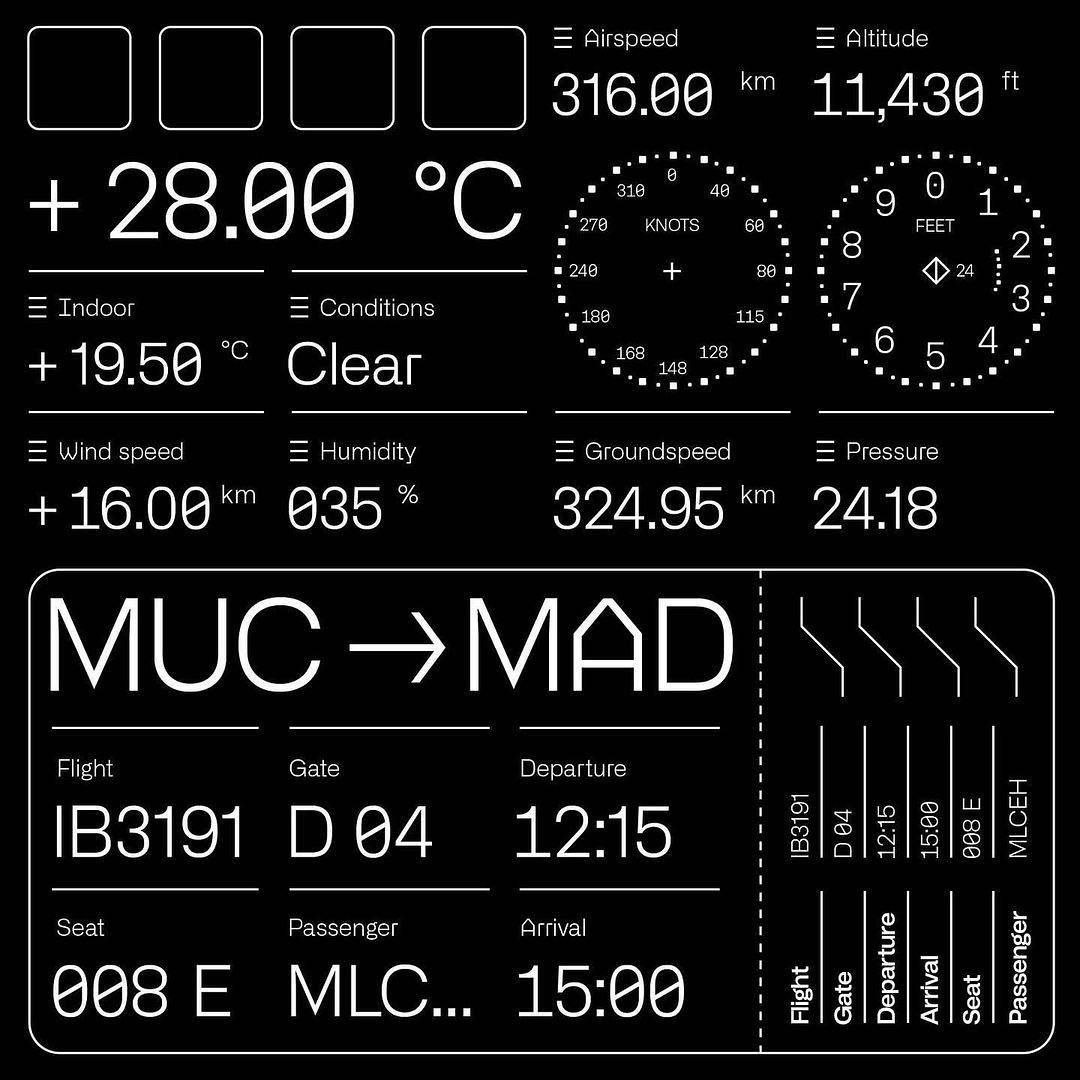 Airspeed
316.00 km
Altitude
11,430 ft
+ 28.00 °C
0
40
60
80
115
128
148
168
180
240
270
310
KNOTS
+
0
1
2
3
4
5
6
7
8
9
FEET
24
Indoor
+ 19.50 °C
Conditions
Clear
Wind speed
+ 16.00 km
Humidity
035 %
Groundspeed
324.95 km
Pressure
24.18
MUC → MAD
Flight
IB3191
Gate
D 04
Departure
12:15
Seat
008 E
Passenger
MLC...
Arrival
15:00
Flight IB3191
Gate D 04
Departure 12:15
Arrival 15:00
Seat 008 E
Passenger MLCEH